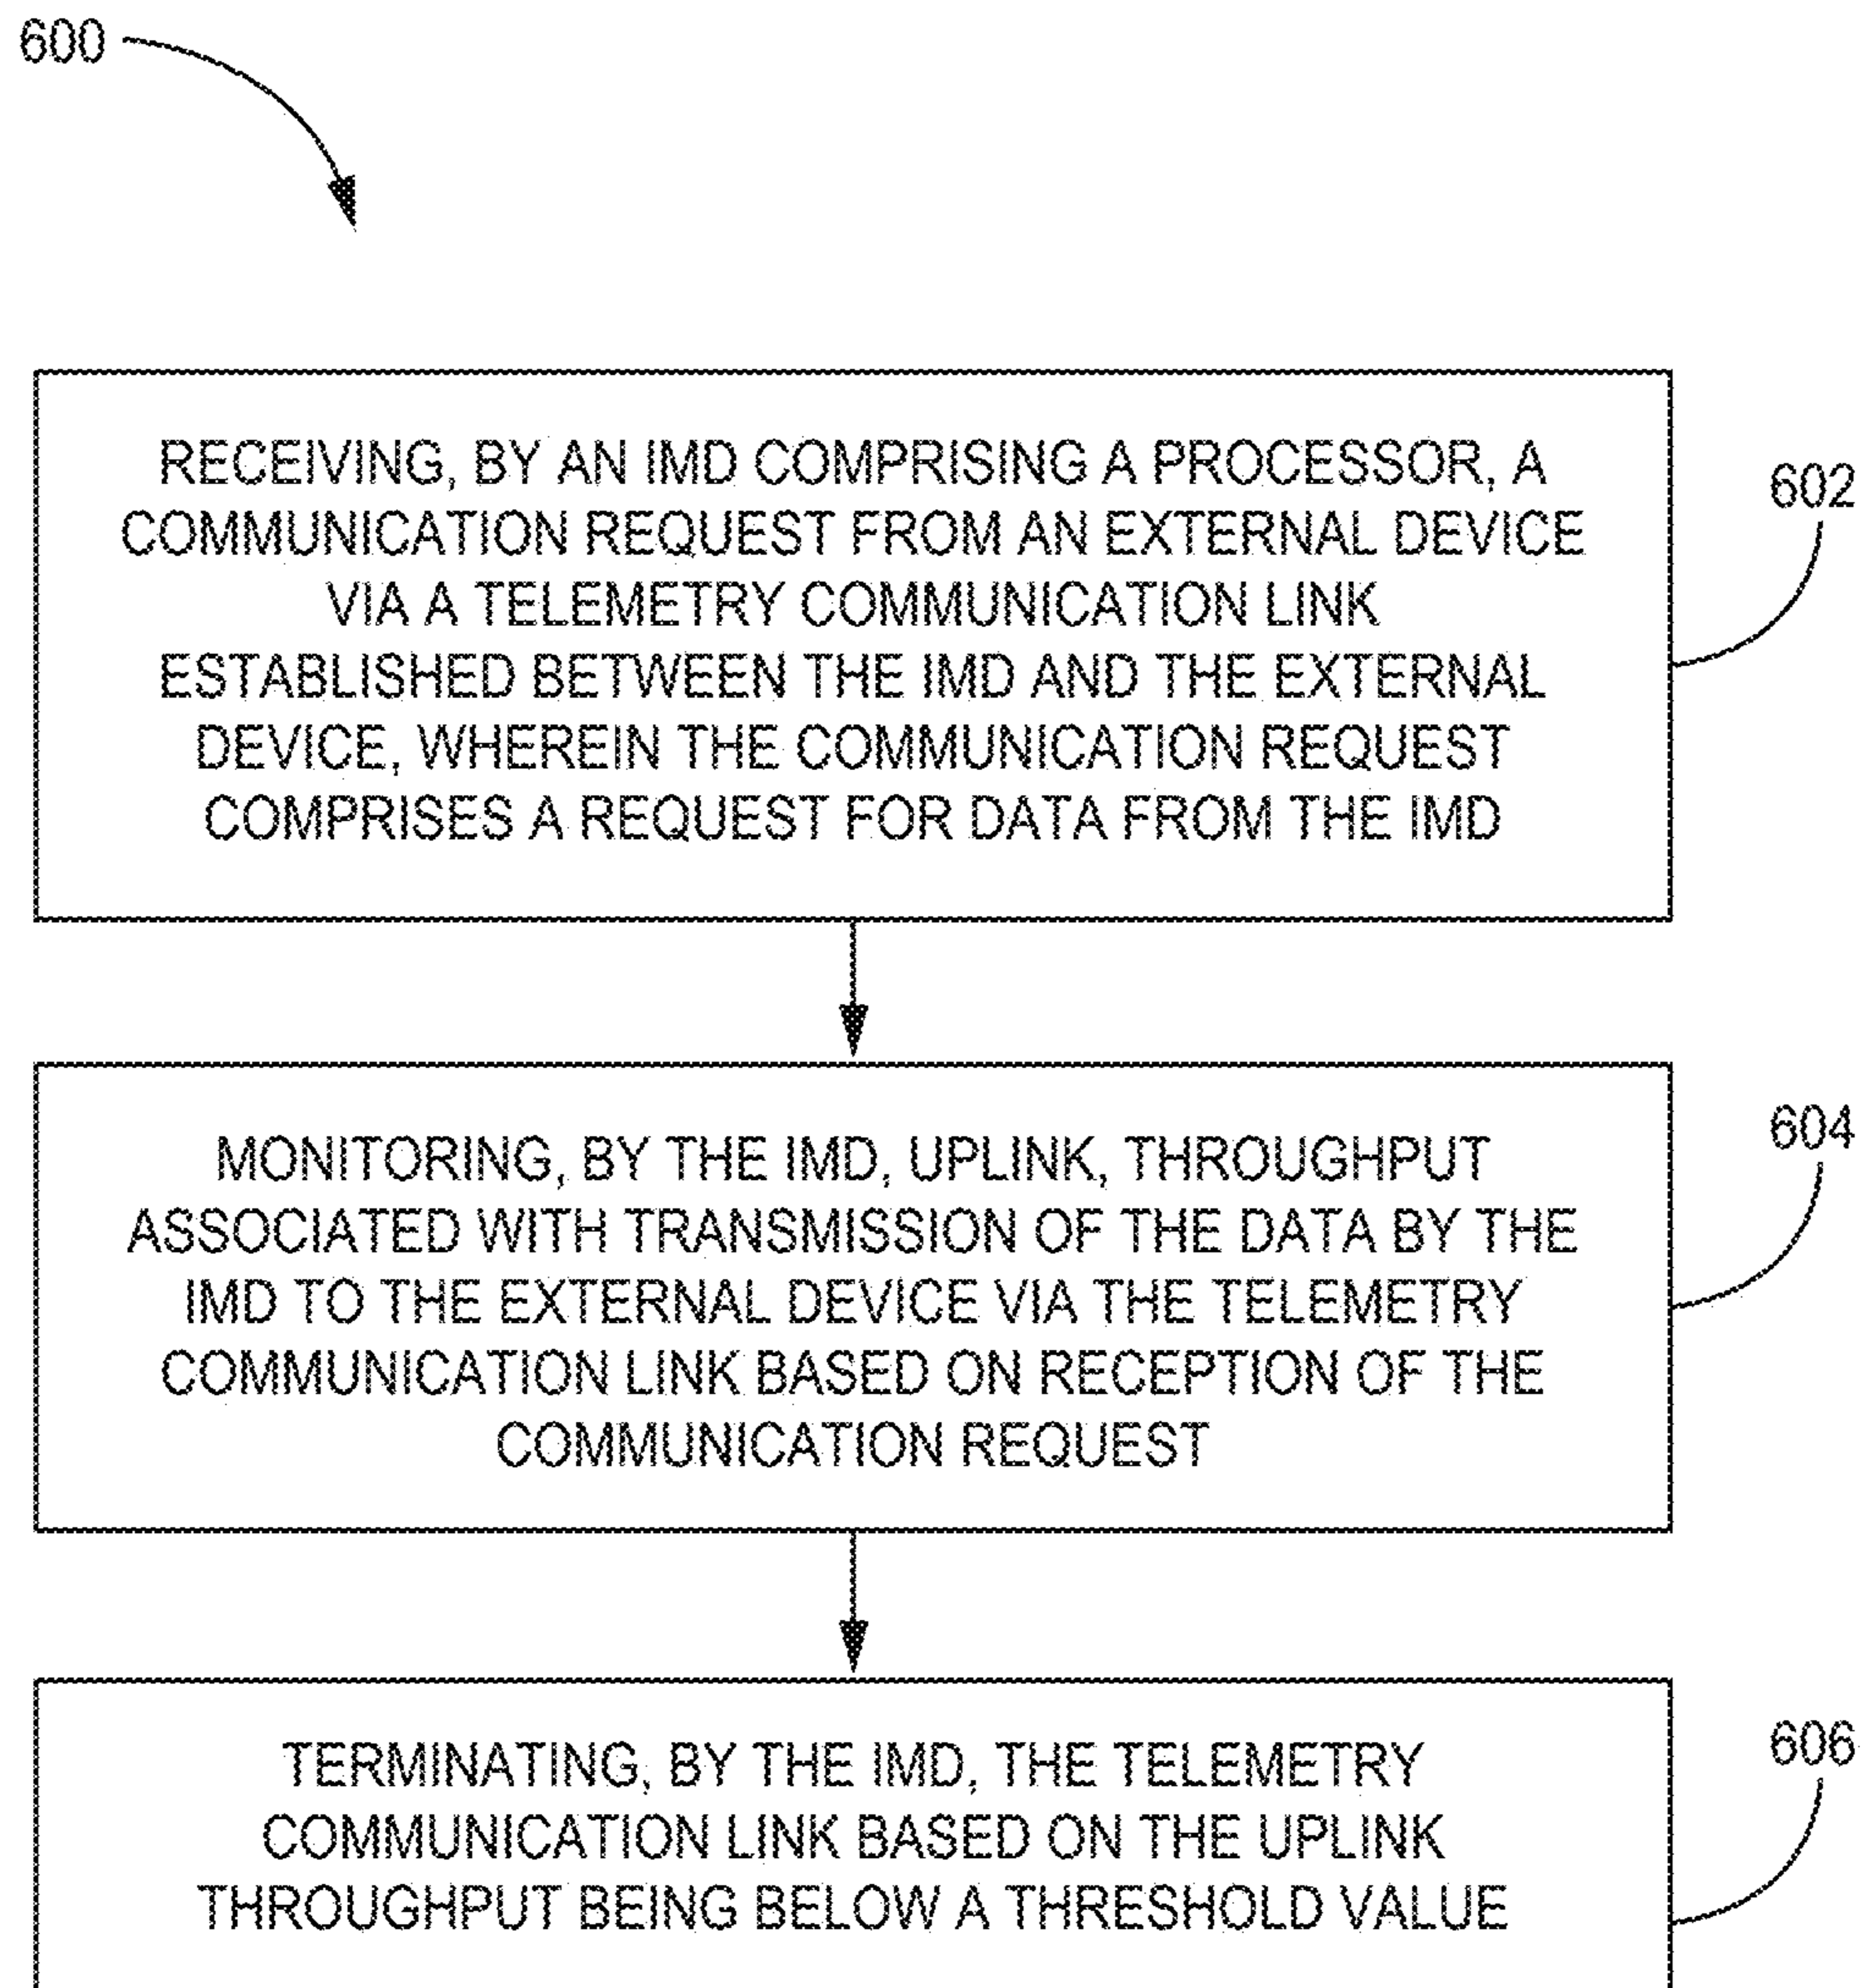 600
RECEIVING, BY AN IMD COMPRISING A PROCESSOR, A
COMMUNICATION REQUEST FROM AN EXTERNAL DEVICE
VIA A TELEMETRY COMMUNICATION LINK
ESTABLISHED BETWEEN THE IMD AND THE EXTERNAL
DEVICE, WHEREIN THE COMMUNICATION REQUEST
COMPRISES A REQUEST FOR DATA FROM THE IMD
602
MONITORING, BY THE IMD, UPLINK, THROUGHPUT
ASSOCIATED WITH TRANSMISSION OF THE DATA BY THE
IMD TO THE EXTERNAL DEVICE VIA THE TELEMETRY
COMMUNICATION LINK BASED ON RECEPTION OF THE
COMMUNICATION REQUEST
604
TERMINATING, BY THE IMD, THE TELEMETRY
COMMUNICATION LINK BASED ON THE UPLINK
THROUGHPUT BEING BELOW A THRESHOLD VALUE
606